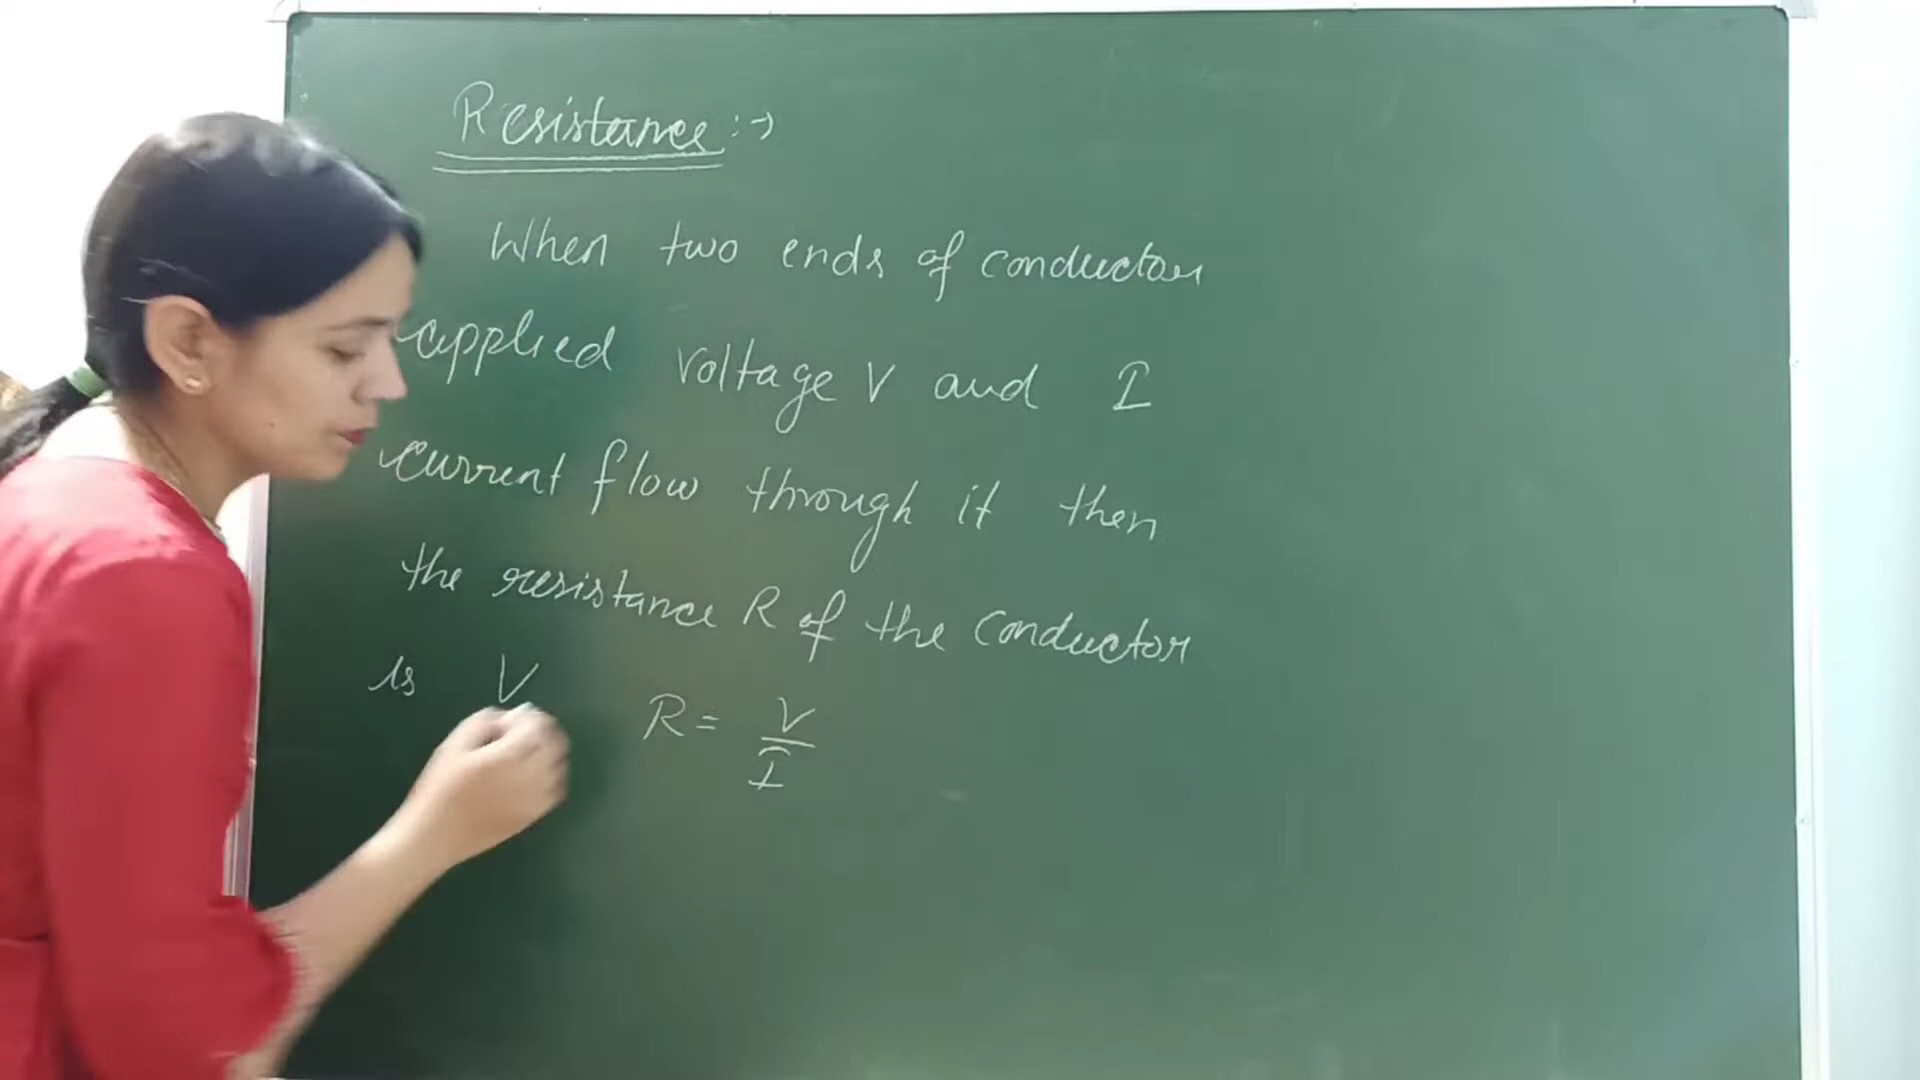 Resistance :→
When two ends of conductor
applied voltage V and I
current flow through it then
the resistance R of the conductor
is V R = V/I